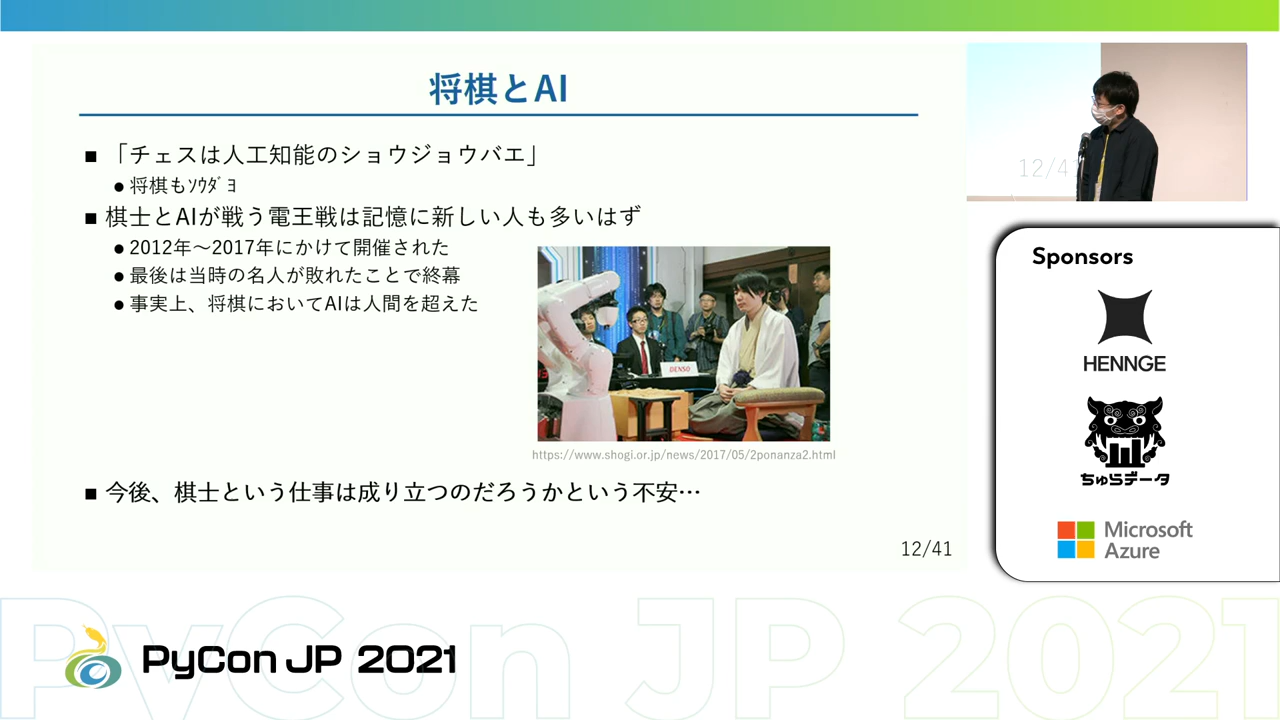 将棋とAI
■ 「チェスは人工知能のショウジョウバエ」
● 将棋もｿｳﾀﾞﾖ
■ 棋士とAIが戦う電王戦は記憶に新しい人も多いはず
● 2012年～2017年にかけて開催された
● 最後は当時の名人が敗れたことで終幕
● 事実上、将棋においてAIは人間を超えた
DENSO
https://www.shogi.or.jp/news/2017/05/2ponanza2.html
■ 今後、棋士という仕事は成り立つのだろうかという不安…
12/41
12/41
Sponsors
HENNGE
ちゅらデータ
Microsoft
Azure
PyCon JP 2021
PyCon JP 2021